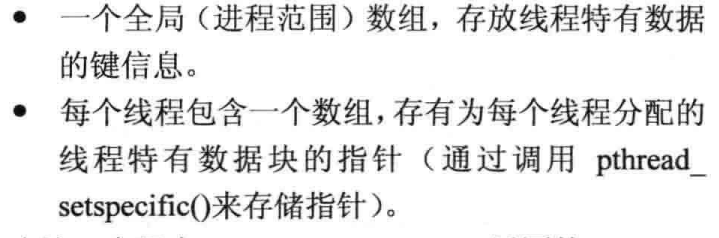 ● 一个全局（进程范围）数组，存放线程特有数据
的键信息。
● 每个线程包含一个数组，存有为每个线程分配的
线程特有数据块的指针（通过调用 pthread_
setspecific()来存储指针）。